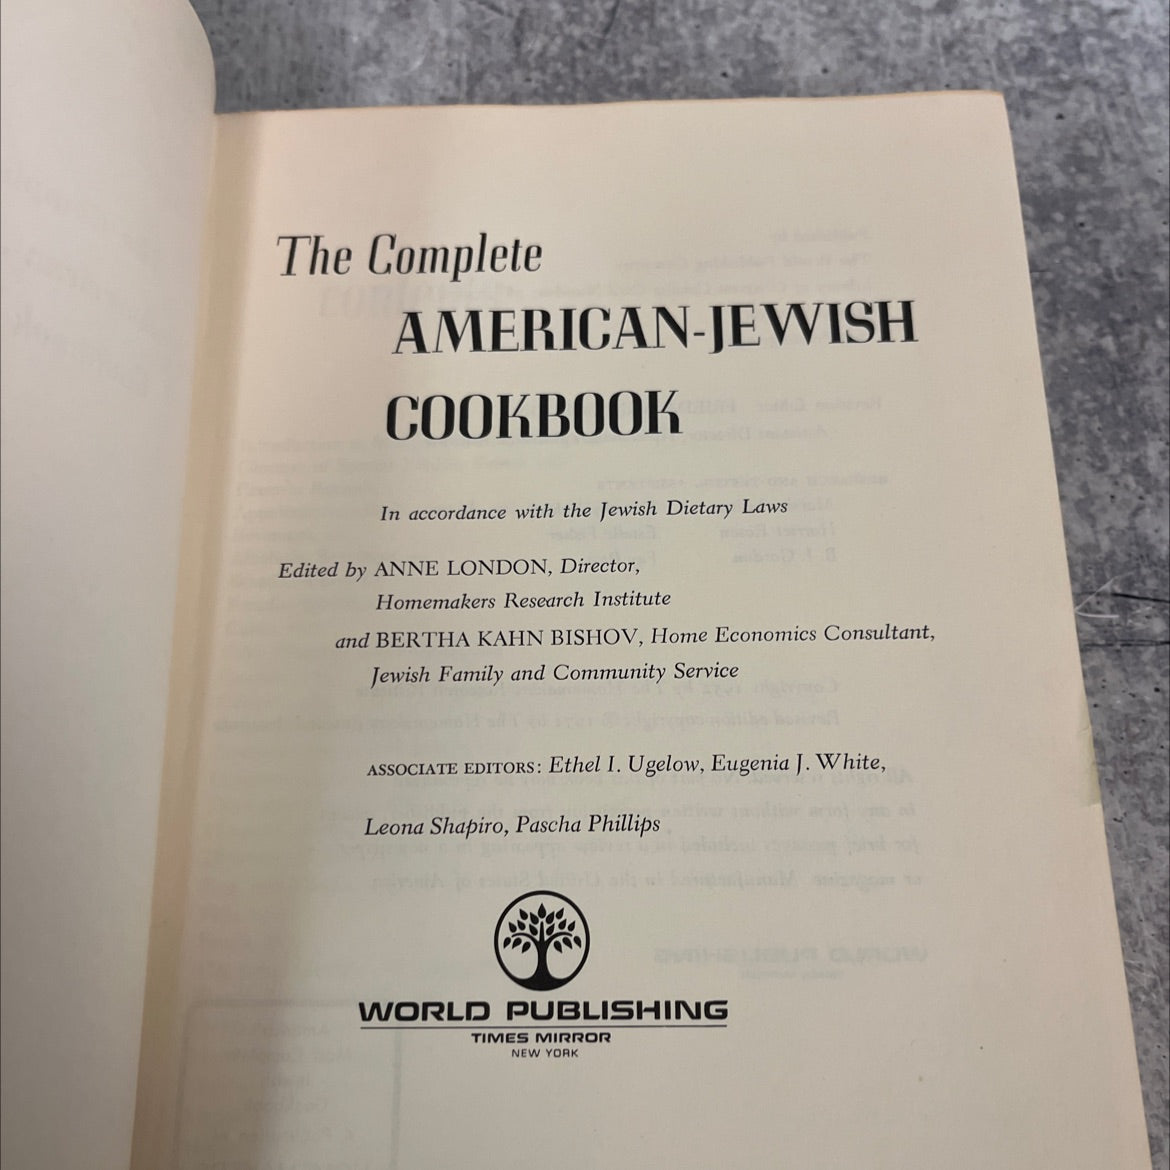 The Complete
AMERICAN-JEWISH
COOKBOOK
In accordance with the Jewish Dietary Laws
Edited by ANNE LONDON, Director,
Homemakers Research Institute
and BERTHA KAHN BISHOV, Home Economics Consultant,
Jewish Family and Community Service
ASSOCIATE EDITORS: Ethel I. Ugelow, Eugenia J. White,
Leona Shapiro, Pascha Phillips
WORLD PUBLISHING
TIMES MIRROR
NEW YORK